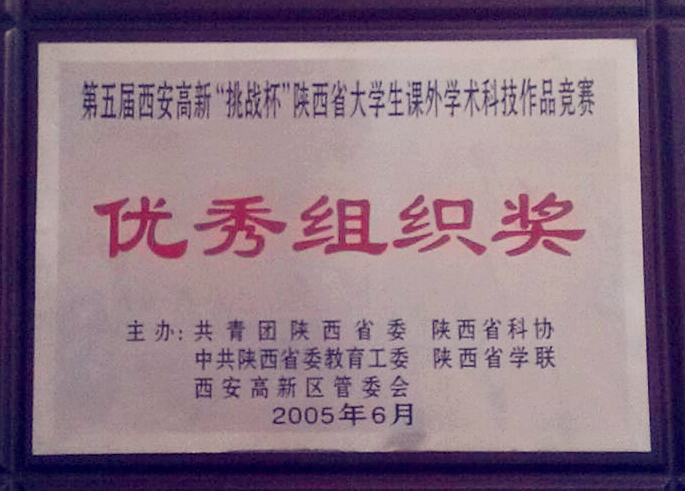 第五届西安高新“挑战杯”陕西省大学生课外学术科技作品竞赛
优秀组织奖
主办：共青团陕西省委 陕西省科协
中共陕西省委教育工委 陕西省学联
西安高新区管委会
2005年6月